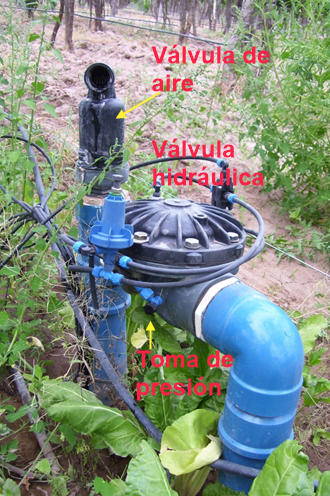 Válvula de
aire
Válvula
hidráulica
Toma de
presión